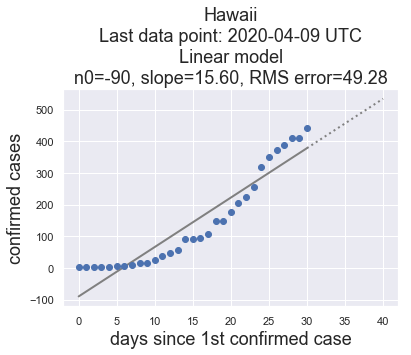 Hawaii
Last data point: 2020-04-09 UTC
Linear model
n0=-90, slope=15.60, RMS error=49.28
500
400
300
200
100
0
−100
confirmed cases
0 5 10 15 20 25 30 35 40
days since 1st confirmed case